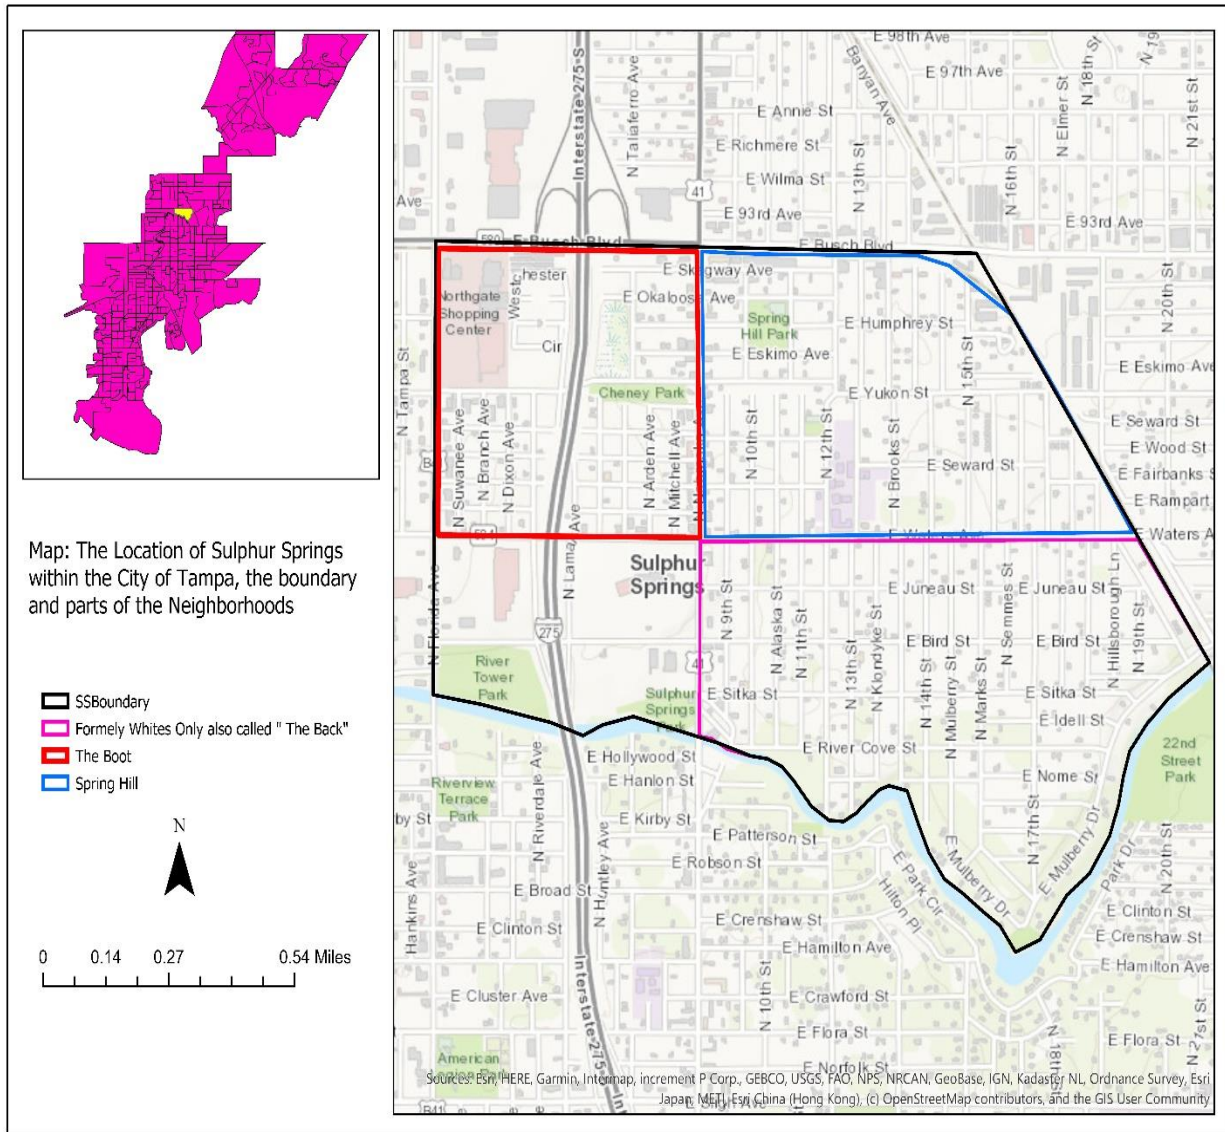 Map: The Location of Sulphur Springs
within the City of Tampa, the boundary
and parts of the Neighborhoods
SSBoundary
Formely Whites Only also called " The Back"
The Boot
Spring Hill
N
0 0.14 0.27 0.54 Miles
E 98th Ave
E 97th Ave
Banyan Ave
N Elmer St
N 18th St
N 19
N 21st St
Interstate 275 S
N Taliaferro Ave
E Annie St
E Richmere St
E Wilma St
N 13th St
N 16th St
41
Ave
E 93rd Ave
E 93rd Ave
580
E Busch Blvd
E Busch Blvd
E Skagway Ave
E Okaloosa Ave
N 20th St
Northgate
Shopping
Center
West
hester
Cir
Spring
Hill Park
E Humphrey St
E Eskimo Ave
E Eskimo Ave
N 15th St
N Tampa St
Cheney Park
E Yukon St
N Suwanee Ave
N Branch Ave
N Dixon Ave
N Arden Ave
N Mitchell Ave
N 10th St
N 12th St
N Brooks St
E Seward St
E Seward St
E Wood St
E Fairbanks S
E Rampart
E Waters Ave
E Waters A
N Lamar Ave
Sulphur
Springs
N Florida Ave
275
41
N 9th St
N Alaska St
N 11th St
E Juneau St
E Juneau St
N Semmes St
N Hillsborough Ln
N 19th St
E Bird St
E Bird St
N 13th St
N Klondyke St
N 14th St
N Mulberry St
N Marks St
River
Tower
Park
Sulphur
Springs
Park
E Sitka St
E Sitka St
E Idell St
22nd
Street
Park
E River Cove St
E Hollywood St
E Hanlon St
E Nome St
Riverview
Terrace
Park
by St
N Riverdale Ave
N Huntley Ave
E Kirby St
E Patterson St
N 17th St
E Mulberry Dr
E Mulberry Dr
Park Dr
N 20th St
E Robson St
E Park Cir
Hilton Pl
E Broad St
Hankins Ave
E Clinton St
E Crenshaw St
E Clinton St
E Crenshaw St
E Hamilton Ave
E Hamilton Ave
Interstate 275
N 10th St
E Cluster Ave
E Crawford St
E Flora St
E Flora St
N 18th St
E Norfolk St
American
Legion Park
B41
Sources: Esri, HERE, Garmin, Intermap, increment P Corp., GEBCO, USGS, FAO, NPS, NRCAN, GeoBase, IGN, Kadaster NL, Ordnance Survey, Esri
Japan, METI, Esri China (Hong Kong), (c) OpenStreetMap contributors, and the GIS User Community